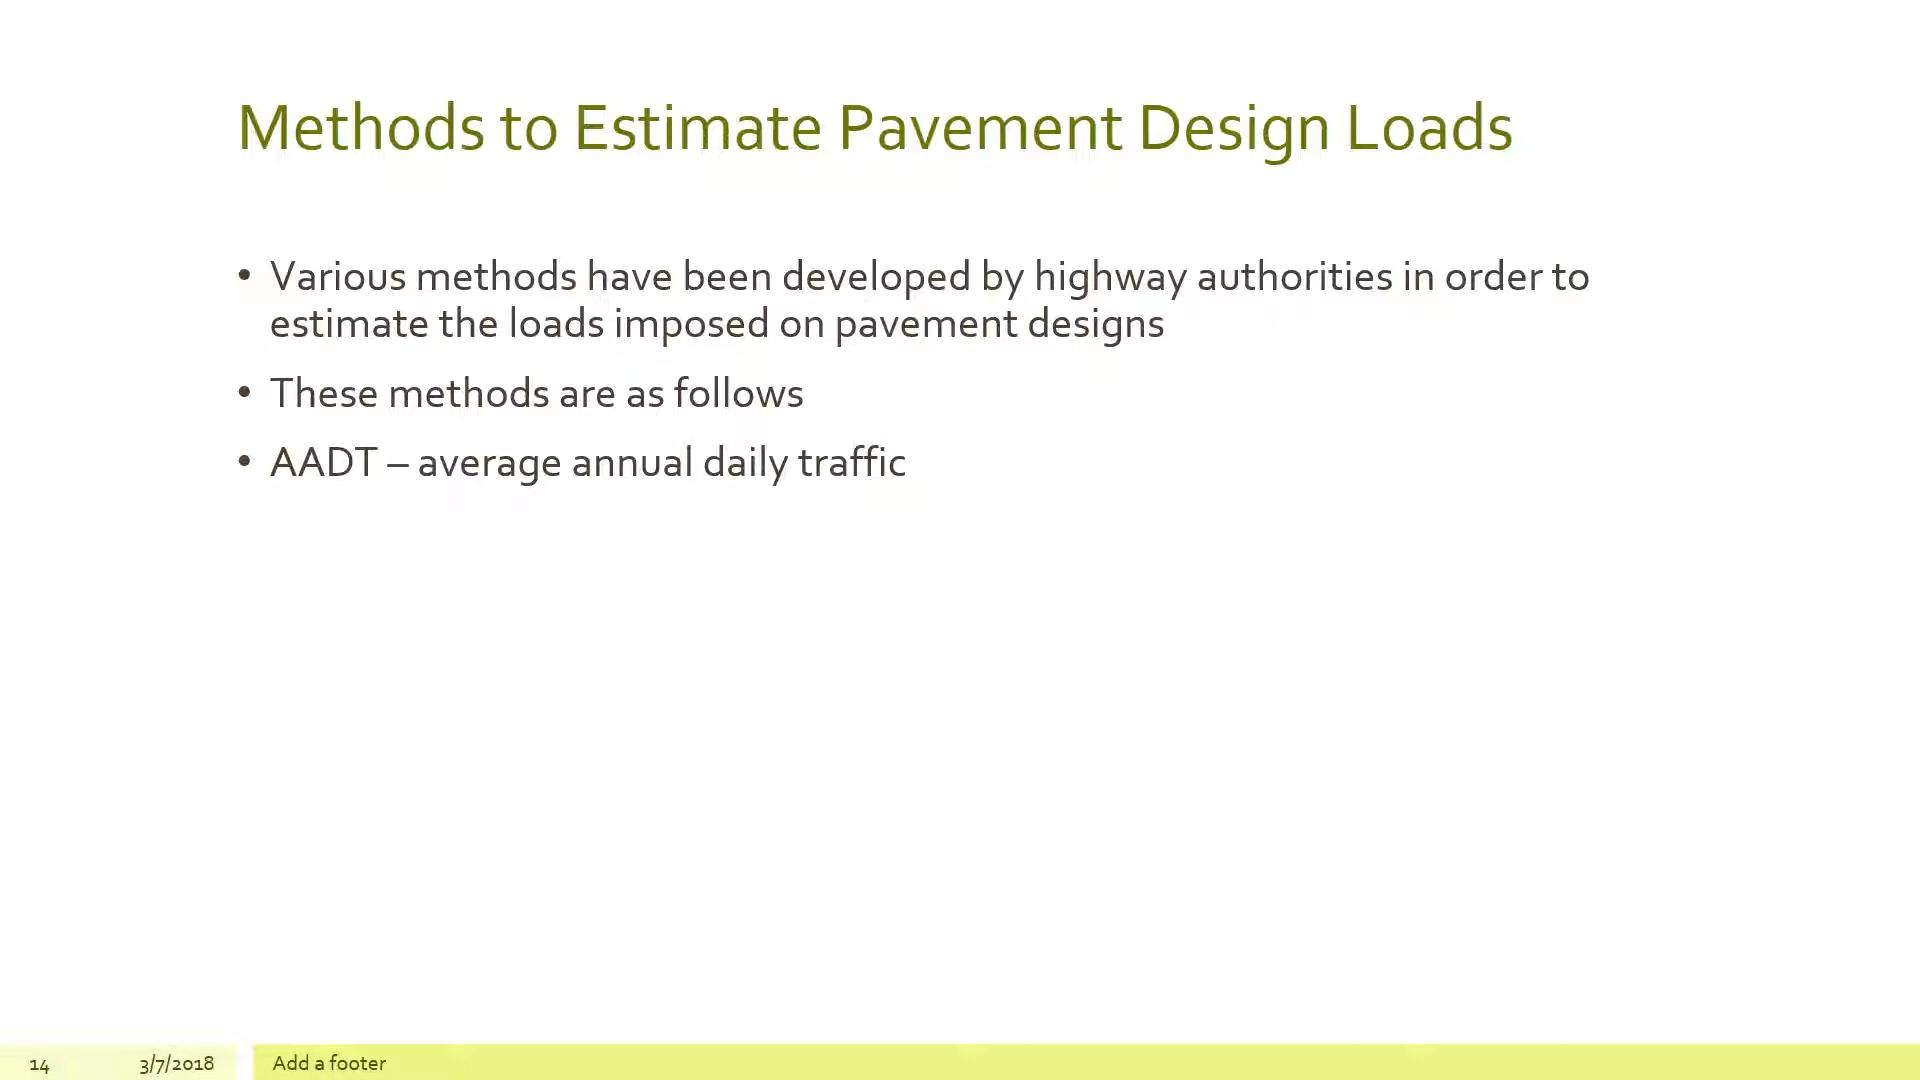 Methods to Estimate Pavement Design Loads
• Various methods have been developed by highway authorities in order to
estimate the loads imposed on pavement designs
• These methods are as follows
• AADT – average annual daily traffic
14 3/7/2018 Add a footer